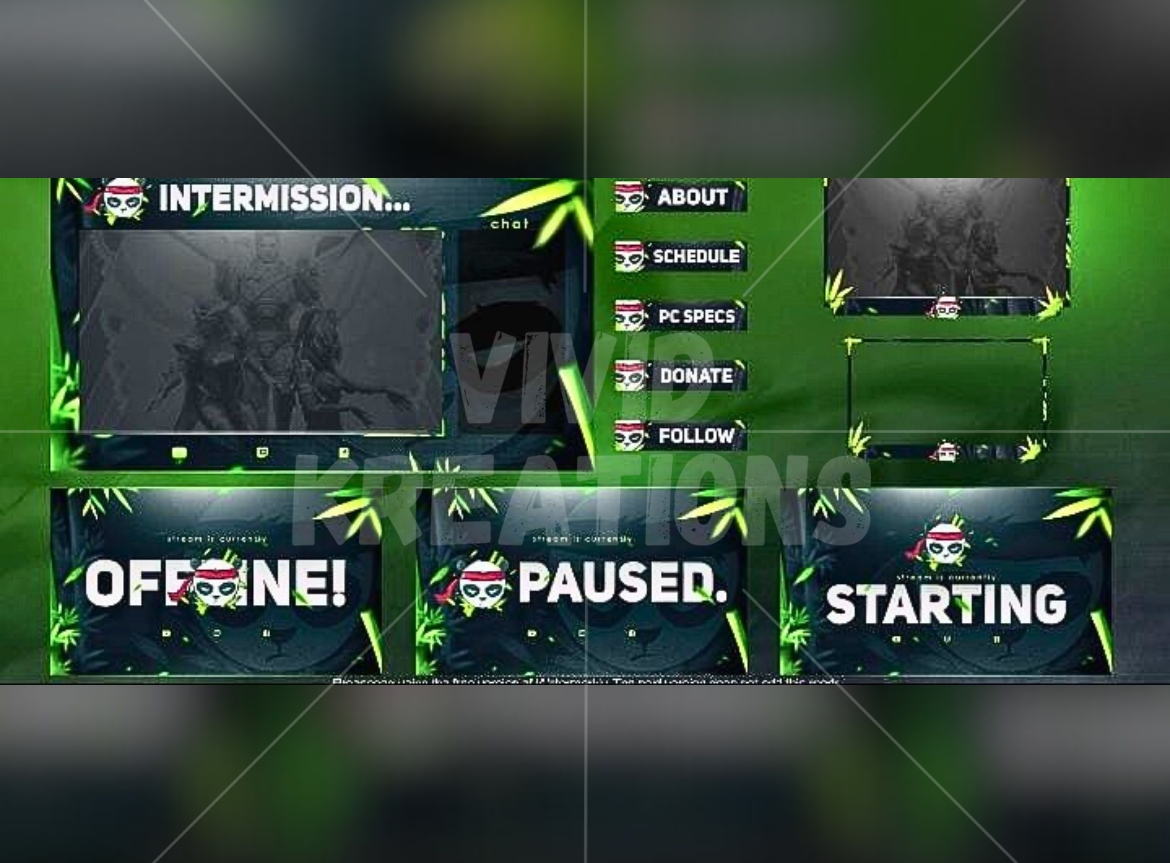 INTERMISSION...
chat
ABOUT
SCHEDULE
PC SPECS
DONATE
FOLLOW
VIVID
KREATIONS
stream is currently
OFFLINE!
stream is currently
PAUSED.
stream is currently
STARTING